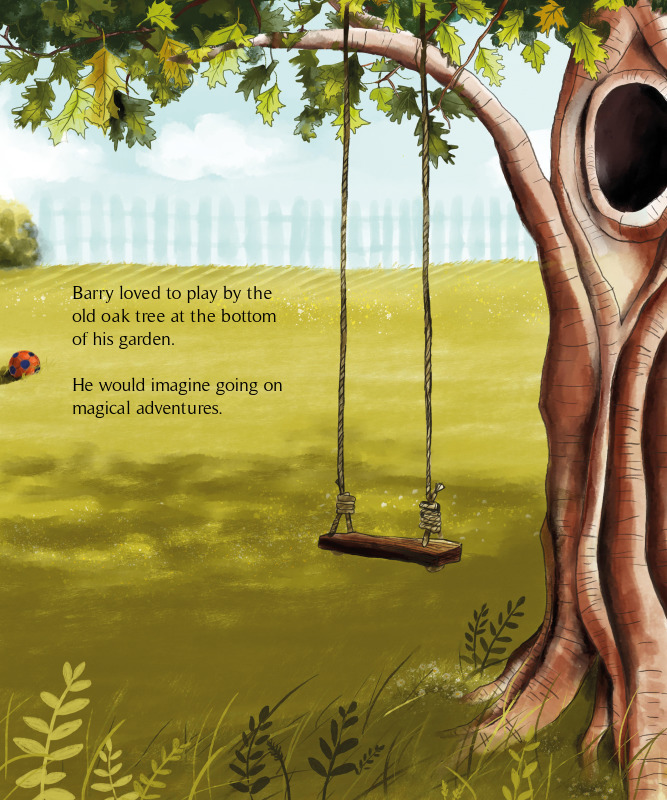 Barry loved to play by the
old oak tree at the bottom
of his garden.
He would imagine going on
magical adventures.